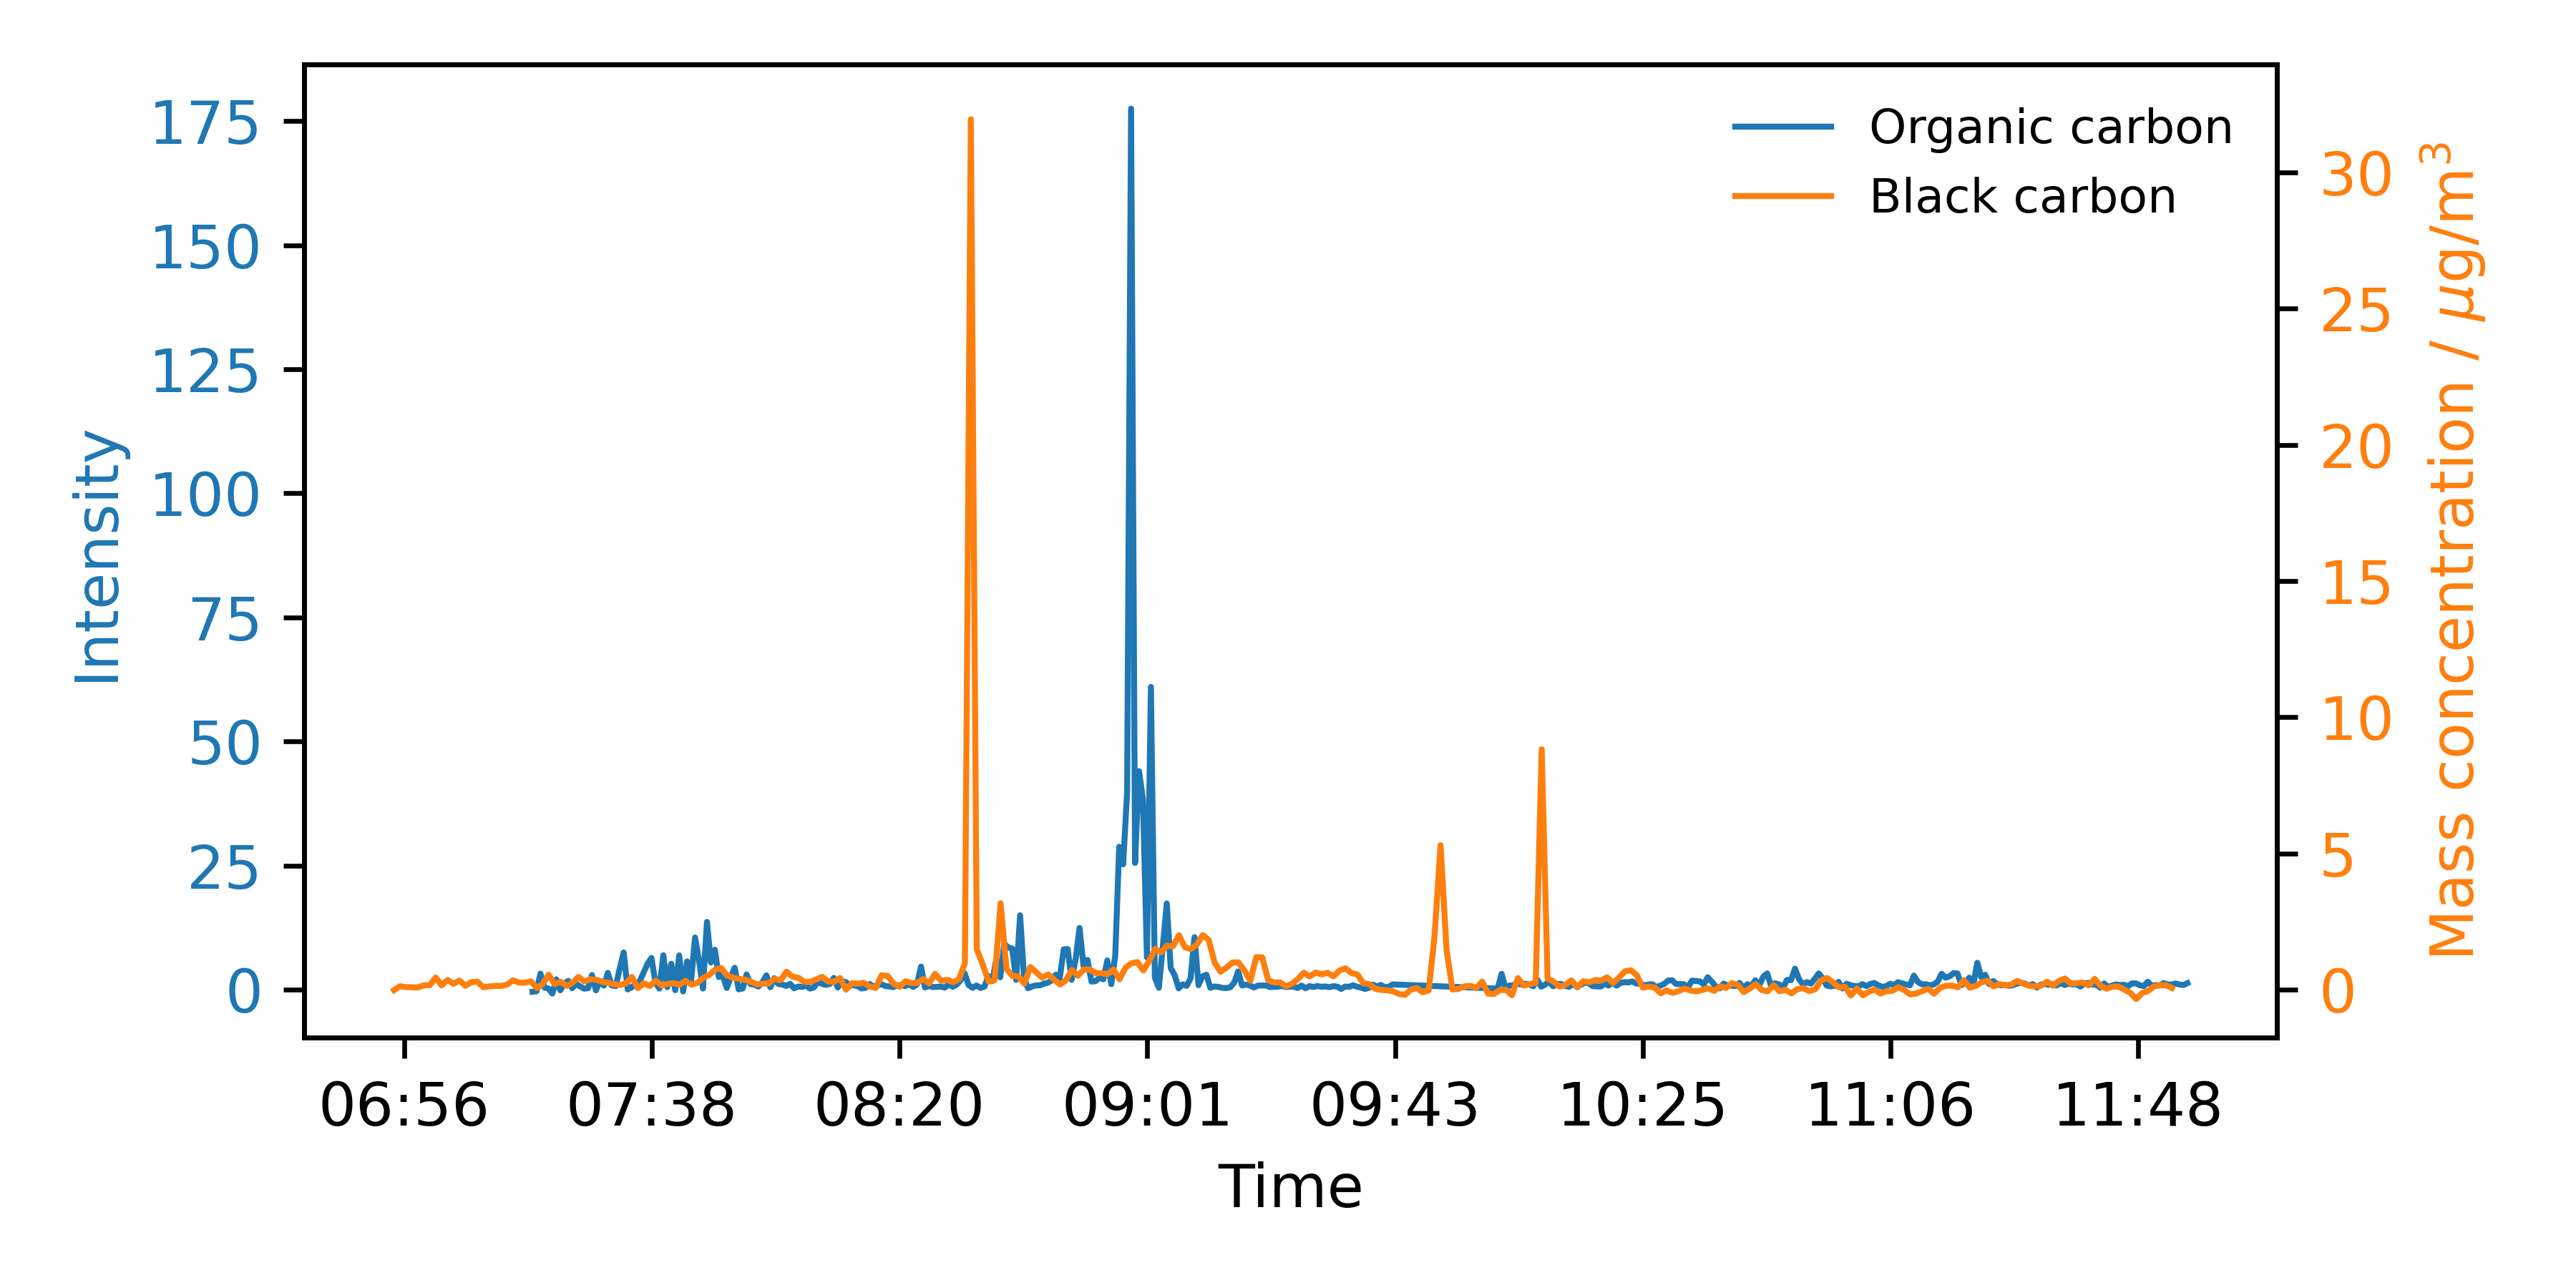 Organic carbon
Black carbon
Intensity
175
150
125
100
75
50
25
0
Mass concentration / μg/m³
30
25
20
15
10
5
0
06:56 07:38 08:20 09:01 09:43 10:25 11:06 11:48
Time